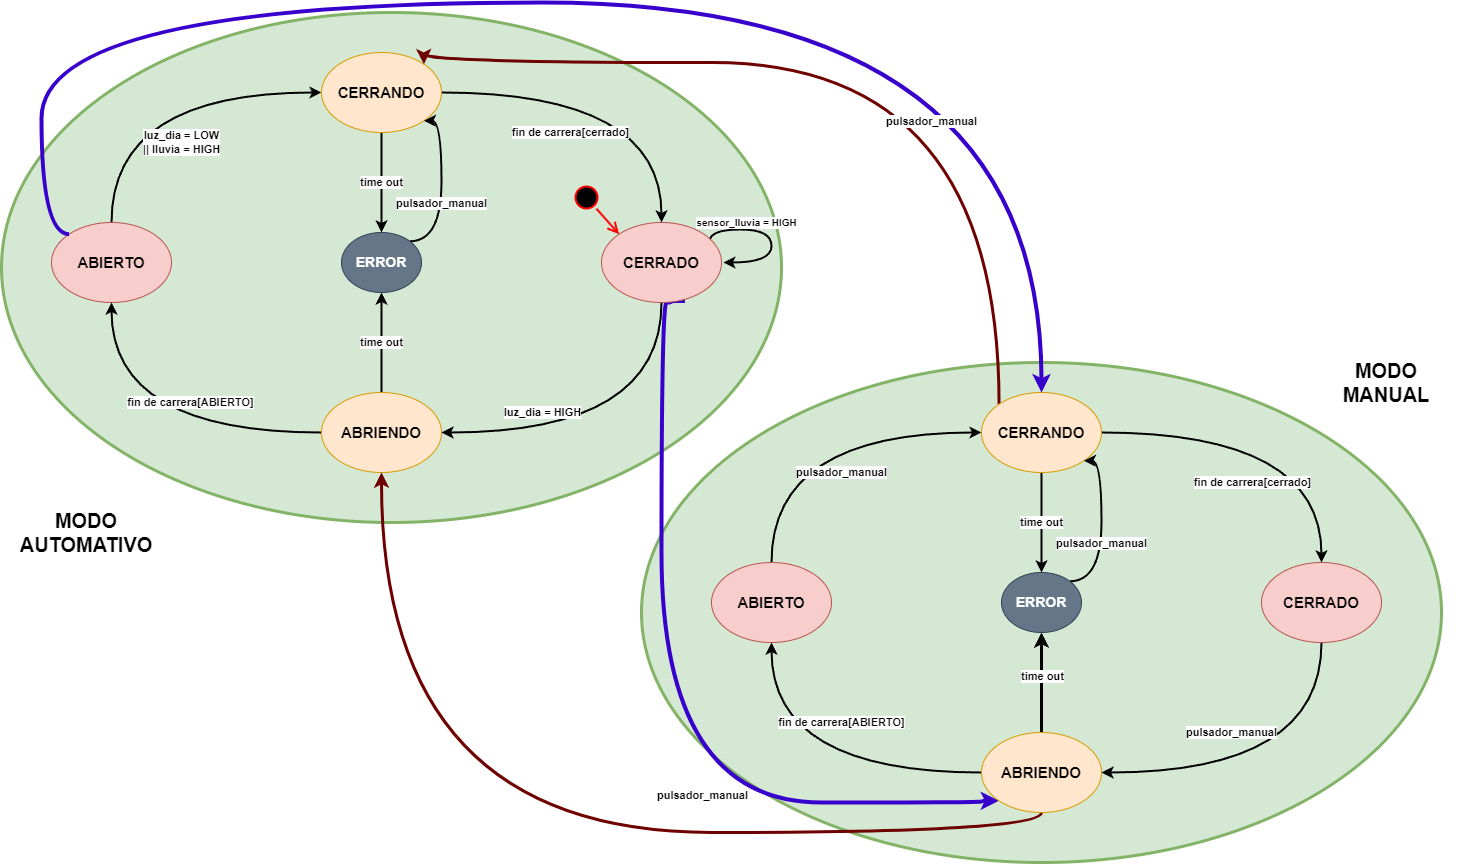 CERRANDO
pulsador_manual
luz_dia = LOW
|| lluvia = HIGH
fin de carrera[cerrado]
time out
pulsador_manual
sensor_lluvia = HIGH
ABIERTO
ERROR
CERRADO
time out
fin de carrera[ABIERTO]
luz_dia = HIGH
ABRIENDO
MODO
AUTOMATIVO
MODO
MANUAL
CERRANDO
pulsador_manual
fin de carrera[cerrado]
time out
pulsador_manual
ABIERTO
ERROR
CERRADO
time out
fin de carrera[ABIERTO]
pulsador_manual
ABRIENDO
pulsador_manual